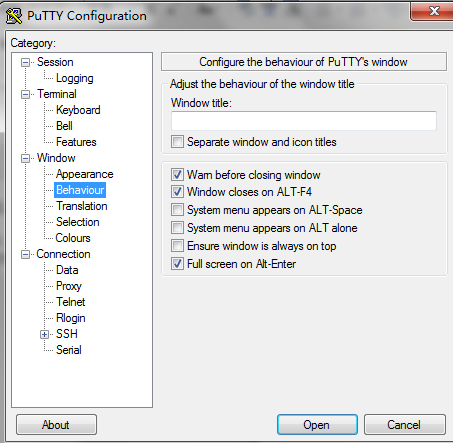 PuTTY Configuration
Category:
Session
Logging
Terminal
Keyboard
Bell
Features
Window
Appearance
Behaviour
Translation
Selection
Colours
Connection
Data
Proxy
Telnet
Rlogin
SSH
Serial
Configure the behaviour of PuTTY's window
Adjust the behaviour of the window title
Window title:
Separate window and icon titles
Warn before closing window
Window closes on ALT-F4
System menu appears on ALT-Space
System menu appears on ALT alone
Ensure window is always on top
Full screen on Alt-Enter
About
Open
Cancel